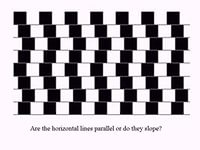 Are the horizontal lines parallel or do they slope?